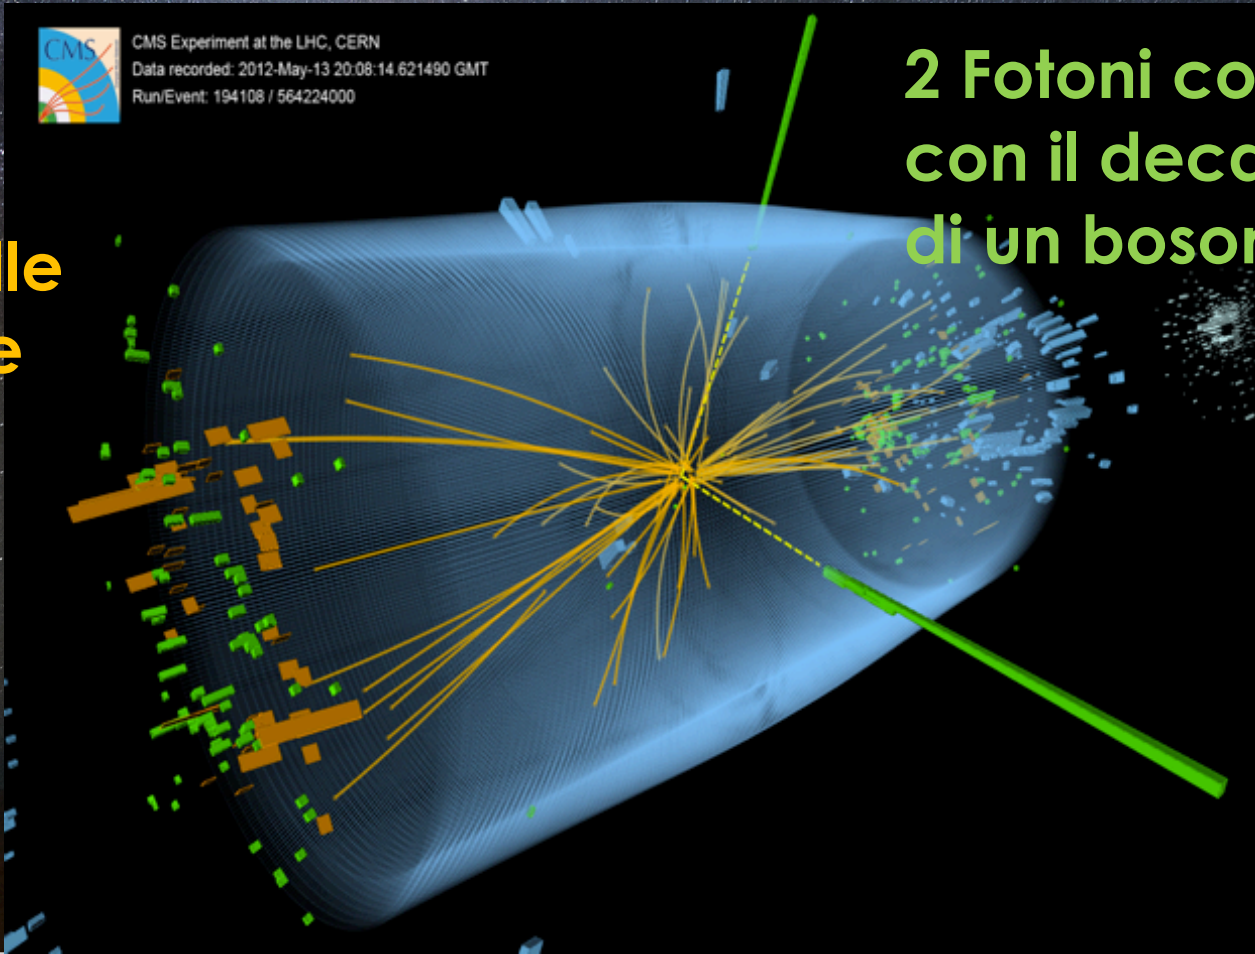 CMS
CMS Experiment at the LHC, CERN
Data recorded: 2012-May-13 20:08:14.621490 GMT
Run/Event: 194108 / 564224000
2 Fotoni co
con il deca
di un boson
lle
e